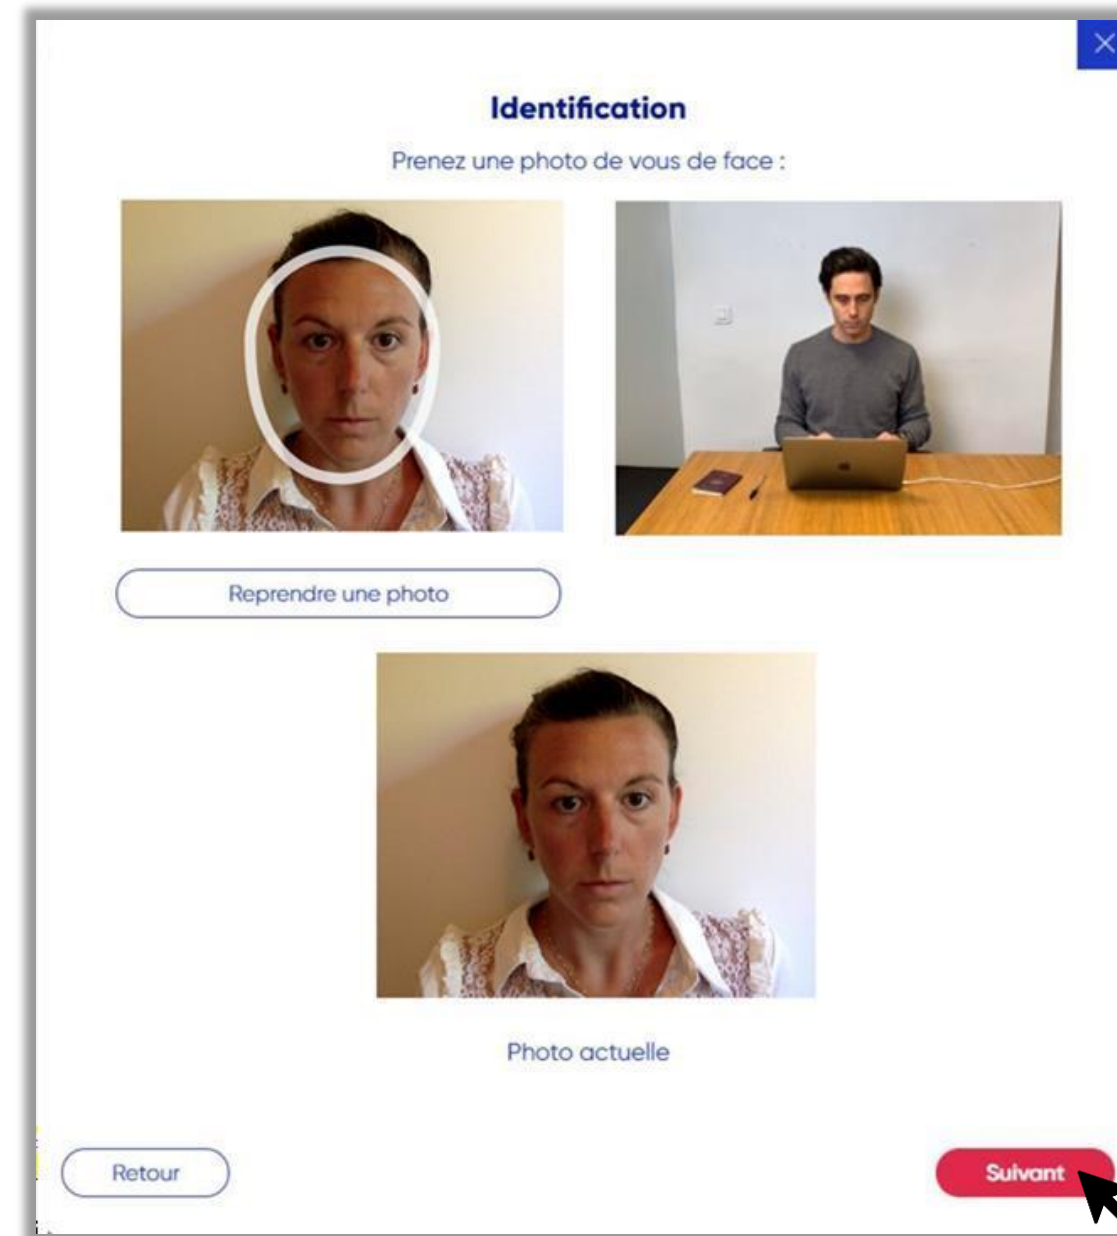 Identification
Prenez une photo de vous de face :
Reprendre une photo
Photo actuelle
Retour
Suivant